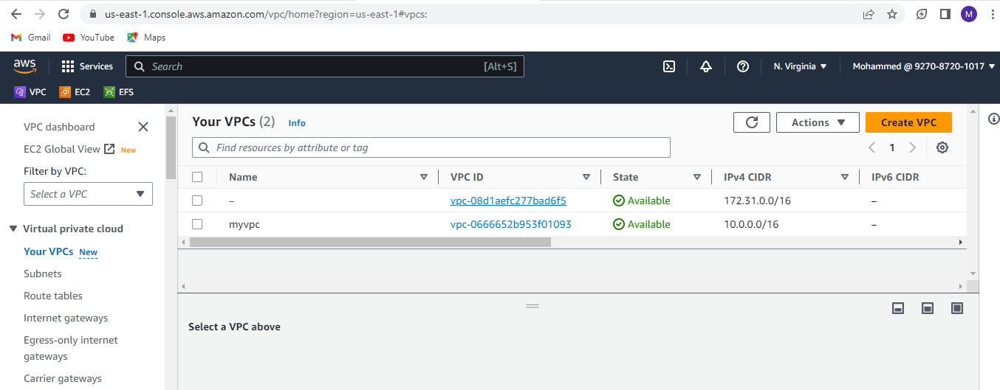 us-east-1.console.aws.amazon.com/vpc/home?region=us-east-1#vpcs:
M
Gmail YouTube Maps
aws Services Search [Alt+S] N. Virginia Mohammed @ 9270-8720-1017
VPC EC2 EFS
VPC dashboard
EC2 Global View New
Filter by VPC:
Select a VPC
Virtual private cloud
Your VPCs New
Subnets
Route tables
Internet gateways
Egress-only internet
gateways
Carrier gateways
Your VPCs (2) Info Actions Create VPC
Find resources by attribute or tag 1
Name VPC ID State IPv4 CIDR IPv6 CIDR
– vpc-08d1aefc277bad6f5 Available 172.31.0.0/16 –
myvpc vpc-0666652b953f01093 Available 10.0.0.0/16 –
Select a VPC above